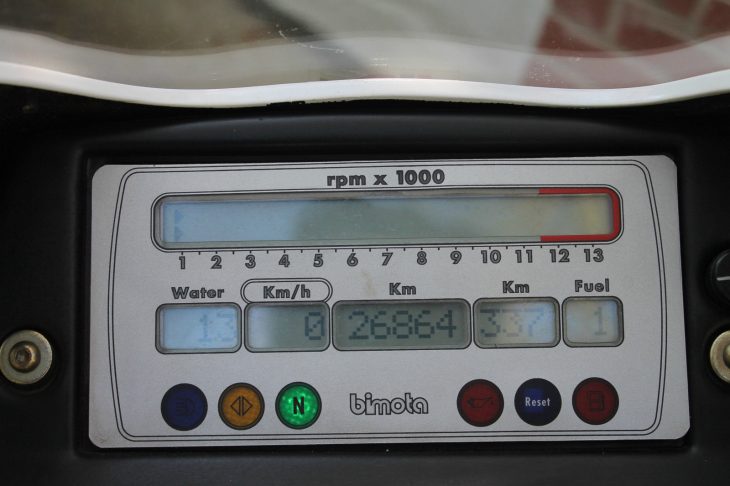 rpm x 1000
1 2 3 4 5 6 7 8 9 10 11 12 13
Water Km/h Km Km Fuel
13 0 26864 337 1
N bimota Reset